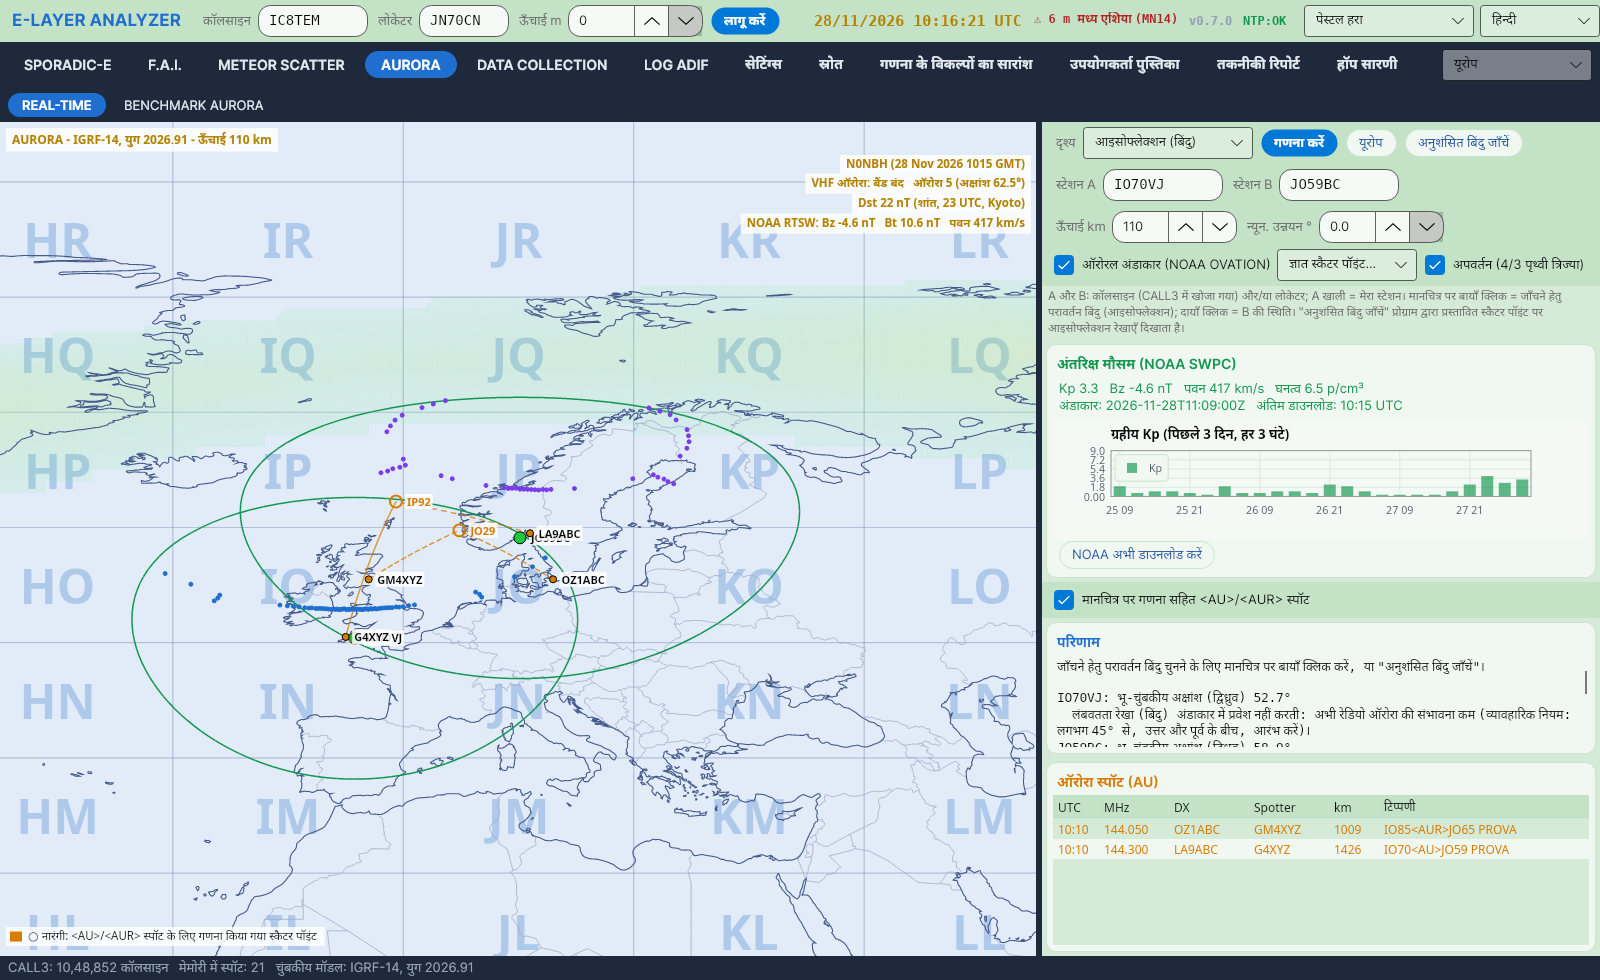 E-LAYER ANALYZER कॉलसाइन IC8TEM लोकेटर JN70CN ऊँचाई m 0 लागू करें 28/11/2026 10:16:21 UTC ⚠ 6 m मध्य एशिया (MN14) v0.7.0 NTP:OK पेस्टल हरा हिन्दी
SPORADIC-E F.A.I. METEOR SCATTER AURORA DATA COLLECTION LOG ADIF सेटिंग्स स्रोत गणना के विकल्पों का सारांश उपयोगकर्ता पुस्तिका तकनीकी रिपोर्ट हॉप सारणी यूरोप
REAL-TIME BENCHMARK AURORA
AURORA - IGRF-14, युग 2026.91 - ऊँचाई 110 km
N0NBH (28 Nov 2026 1015 GMT)
VHF ऑरोरा: बैंड बंद ऑरोरा 5 (अक्षांश 62.5°)
Dst 22 nT (शांत, 23 UTC, Kyoto)
NOAA RTSW: Bz -4.6 nT Bt 10.6 nT पवन 417 km/s
HR IR JR KR LR
HQ IQ JQ KQ LQ
HP IP JP KP LP
IP92
JO29
LA9ABC
HO IO JO KO LO
GM4XYZ
OZ1ABC
G4XYZ VJ
HN IN JN KN LN
HM IM JM KM LM
HL IL JL KL LL
○ नारंगी: <AU>/<AUR> स्पॉट के लिए गणना किया गया स्कैटर पॉइंट
दृश्य आइसोफ्लेक्शन (बिंदु) गणना करें यूरोप अनुशंसित बिंदु जाँचें
स्टेशन A IO70VJ स्टेशन B JO59BC
ऊँचाई km 110 न्यून. उन्नयन ° 0.0
ऑरोरल अंडाकार (NOAA OVATION) ज्ञात स्कैटर पॉइंट... अपवर्तन (4/3 पृथ्वी त्रिज्या)
A और B: कॉलसाइन (CALL3 में खोजा गया) और/या लोकेटर; A खाली = मेरा स्टेशन। मानचित्र पर बायाँ क्लिक = जाँचने हेतु
परावर्तन बिंदु (आइसोफ्लेक्शन); दायाँ क्लिक = B की स्थिति। "अनुशंसित बिंदु जाँचें" प्रोग्राम द्वारा प्रस्तावित स्कैटर पॉइंट पर
आइसोफ्लेक्शन रेखाएँ दिखाता है।
अंतरिक्ष मौसम (NOAA SWPC)
Kp 3.3 Bz -4.6 nT पवन 417 km/s घनत्व 6.5 p/cm³
अंडाकार: 2026-11-28T11:09:00Z अंतिम डाउनलोड: 10:15 UTC
ग्रहीय Kp (पिछले 3 दिन, हर 3 घंटे)
9.0
7.2
5.4
3.6
1.8
0.00
Kp
25 09 25 21 26 09 26 21 27 09 27 21
NOAA अभी डाउनलोड करें
मानचित्र पर गणना सहित <AU>/<AUR> स्पॉट
परिणाम
जाँचने हेतु परावर्तन बिंदु चुनने के लिए मानचित्र पर बायाँ क्लिक करें, या "अनुशंसित बिंदु जाँचें"।
IO70VJ: भू-चुंबकीय अक्षांश (द्विध्रुव) 52.7°
लंबवतता रेखा (बिंदु) अंडाकार में प्रवेश नहीं करती: अभी रेडियो ऑरोरा की संभावना कम (व्यावहारिक नियम:
लगभग 45° से, उत्तर और पूर्व के बीच, आरंभ करें)।
JO59BC: भू-चुंबकीय अक्षांश (द्विध्रुव) 58.9°
ऑरोरा स्पॉट (AU)
UTC MHz DX Spotter km टिप्पणी
10:10 144.050 OZ1ABC GM4XYZ 1009 IO85<AUR>JO65 PROVA
10:10 144.300 LA9ABC G4XYZ 1426 IO70<AU>JO59 PROVA
CALL3: 10,48,852 कॉलसाइन मेमोरी में स्पॉट: 21 चुंबकीय मॉडल: IGRF-14, युग 2026.91